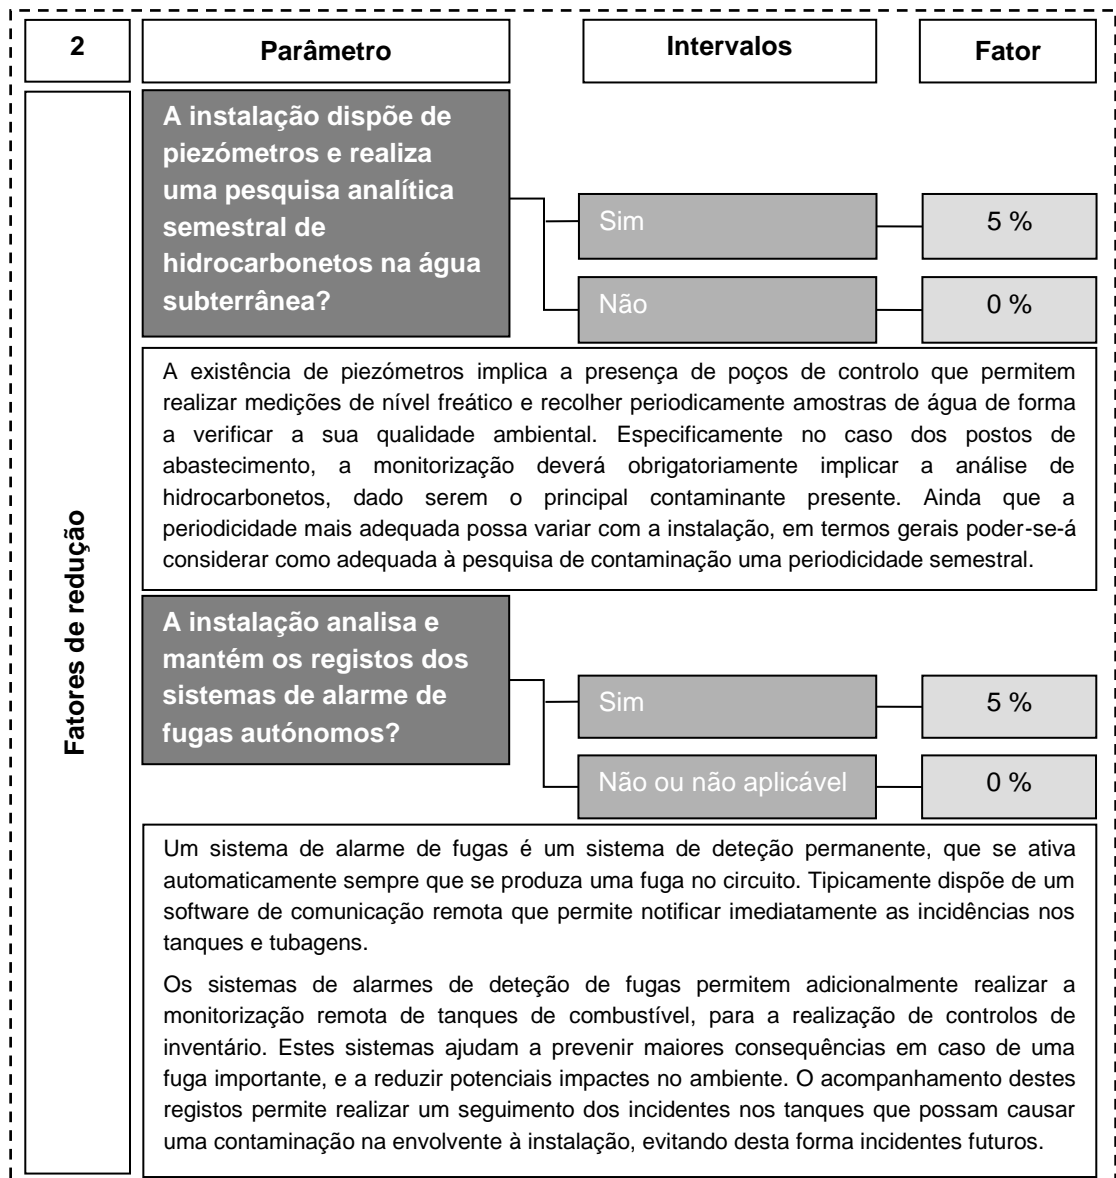 2
Parâmetro
Intervalos
Fator
Fatores de redução
A instalação dispõe de
piezómetros e realiza
uma pesquisa analítica
semestral de
hidrocarbonetos na água
subterrânea?
Sim
5 %
Não
0 %
A existência de piezómetros implica a presença de poços de controlo que permitem
realizar medições de nível freático e recolher periodicamente amostras de água de forma
a verificar a sua qualidade ambiental. Especificamente no caso dos postos de
abastecimento, a monitorização deverá obrigatoriamente implicar a análise de
hidrocarbonetos, dado serem o principal contaminante presente. Ainda que a
periodicidade mais adequada possa variar com a instalação, em termos gerais poder-se-á
considerar como adequada à pesquisa de contaminação uma periodicidade semestral.
A instalação analisa e
mantém os registos dos
sistemas de alarme de
fugas autónomos?
Sim
5 %
Não ou não aplicável
0 %
Um sistema de alarme de fugas é um sistema de deteção permanente, que se ativa
automaticamente sempre que se produza uma fuga no circuito. Tipicamente dispõe de um
software de comunicação remota que permite notificar imediatamente as incidências nos
tanques e tubagens.
Os sistemas de alarmes de deteção de fugas permitem adicionalmente realizar a
monitorização remota de tanques de combustível, para a realização de controlos de
inventário. Estes sistemas ajudam a prevenir maiores consequências em caso de uma
fuga importante, e a reduzir potenciais impactes no ambiente. O acompanhamento destes
registos permite realizar um seguimento dos incidentes nos tanques que possam causar
uma contaminação na envolvente à instalação, evitando desta forma incidentes futuros.